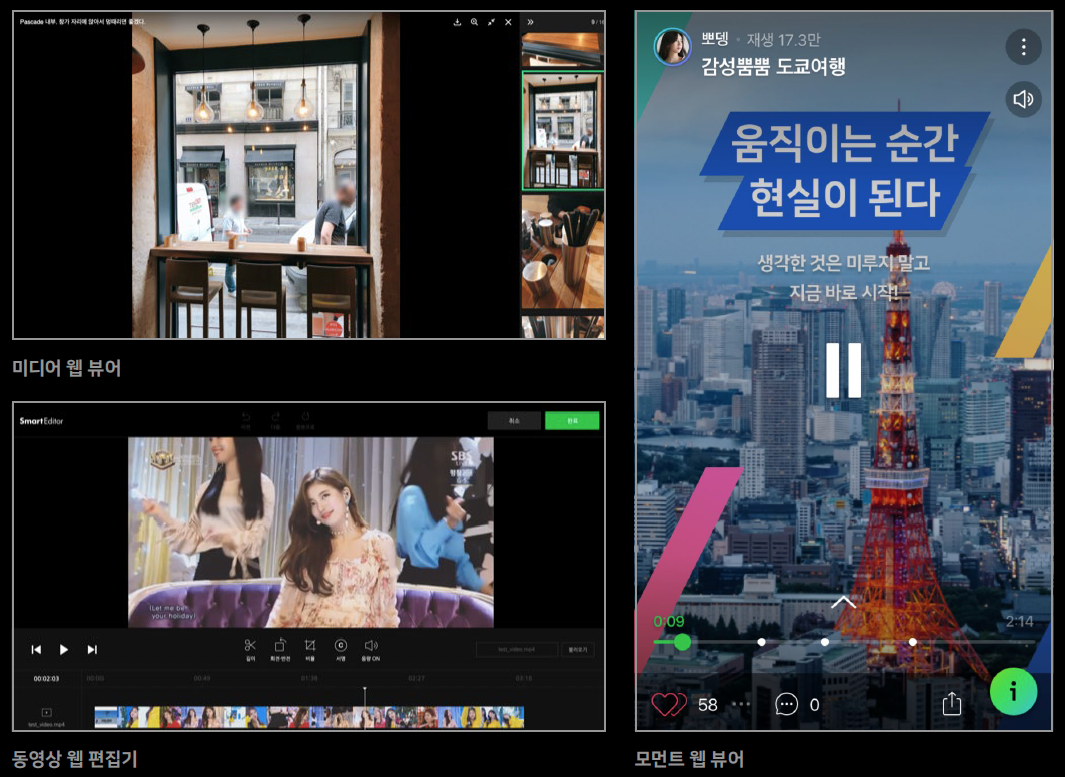 Pascade 내부. 창가 자리에 앉아서 멍때리면 좋겠다.
미디어 웹 뷰어
SmartEditor
취소
완료
SBS
(Let me be
your holiday)
길이
회전·반전
비율
서명
음량 ON
test_video.mp4
불러오기
00:02:03
00:00
00:49
01:38
02:27
03:16
test_video.mp4
동영상 웹 편집기
뽀뎅 • 재생 17.3만
감성뿜뿜 도쿄여행
움직이는 순간
현실이 된다
생각한 것은 미루지 말고
지금 바로 시작!
0:09
2:14
58
0
i
모먼트 웹 뷰어